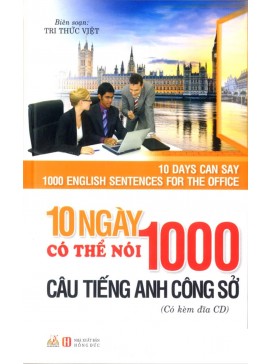 Biên soạn:
TRI THỨC VIỆT
10 DAYS CAN SAY
1000 ENGLISH SENTENCES FOR THE OFFICE
10 NGÀY
CÓ THỂ NÓI 1000
CÂU TIẾNG ANH CÔNG SỞ
(Có kèm đĩa CD)
NHÀ XUẤT BẢN
HỒNG ĐỨC